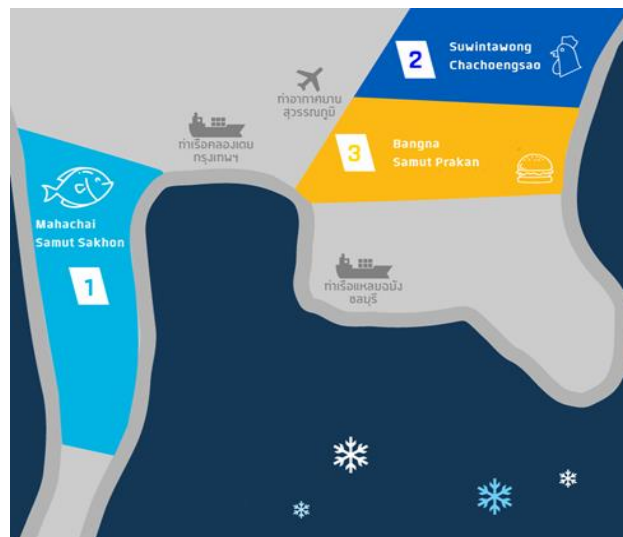 2
Suwintawong
Chachoengsao
ท่าอากาศยาน
สุวรรณภูมิ
ท่าเรือคลองเตย
กรุงเทพฯ
3
Bangna
Samut Prakan
Mahachai
Samut Sakhon
1
ท่าเรือแหลมฉบัง
ชลบุรี